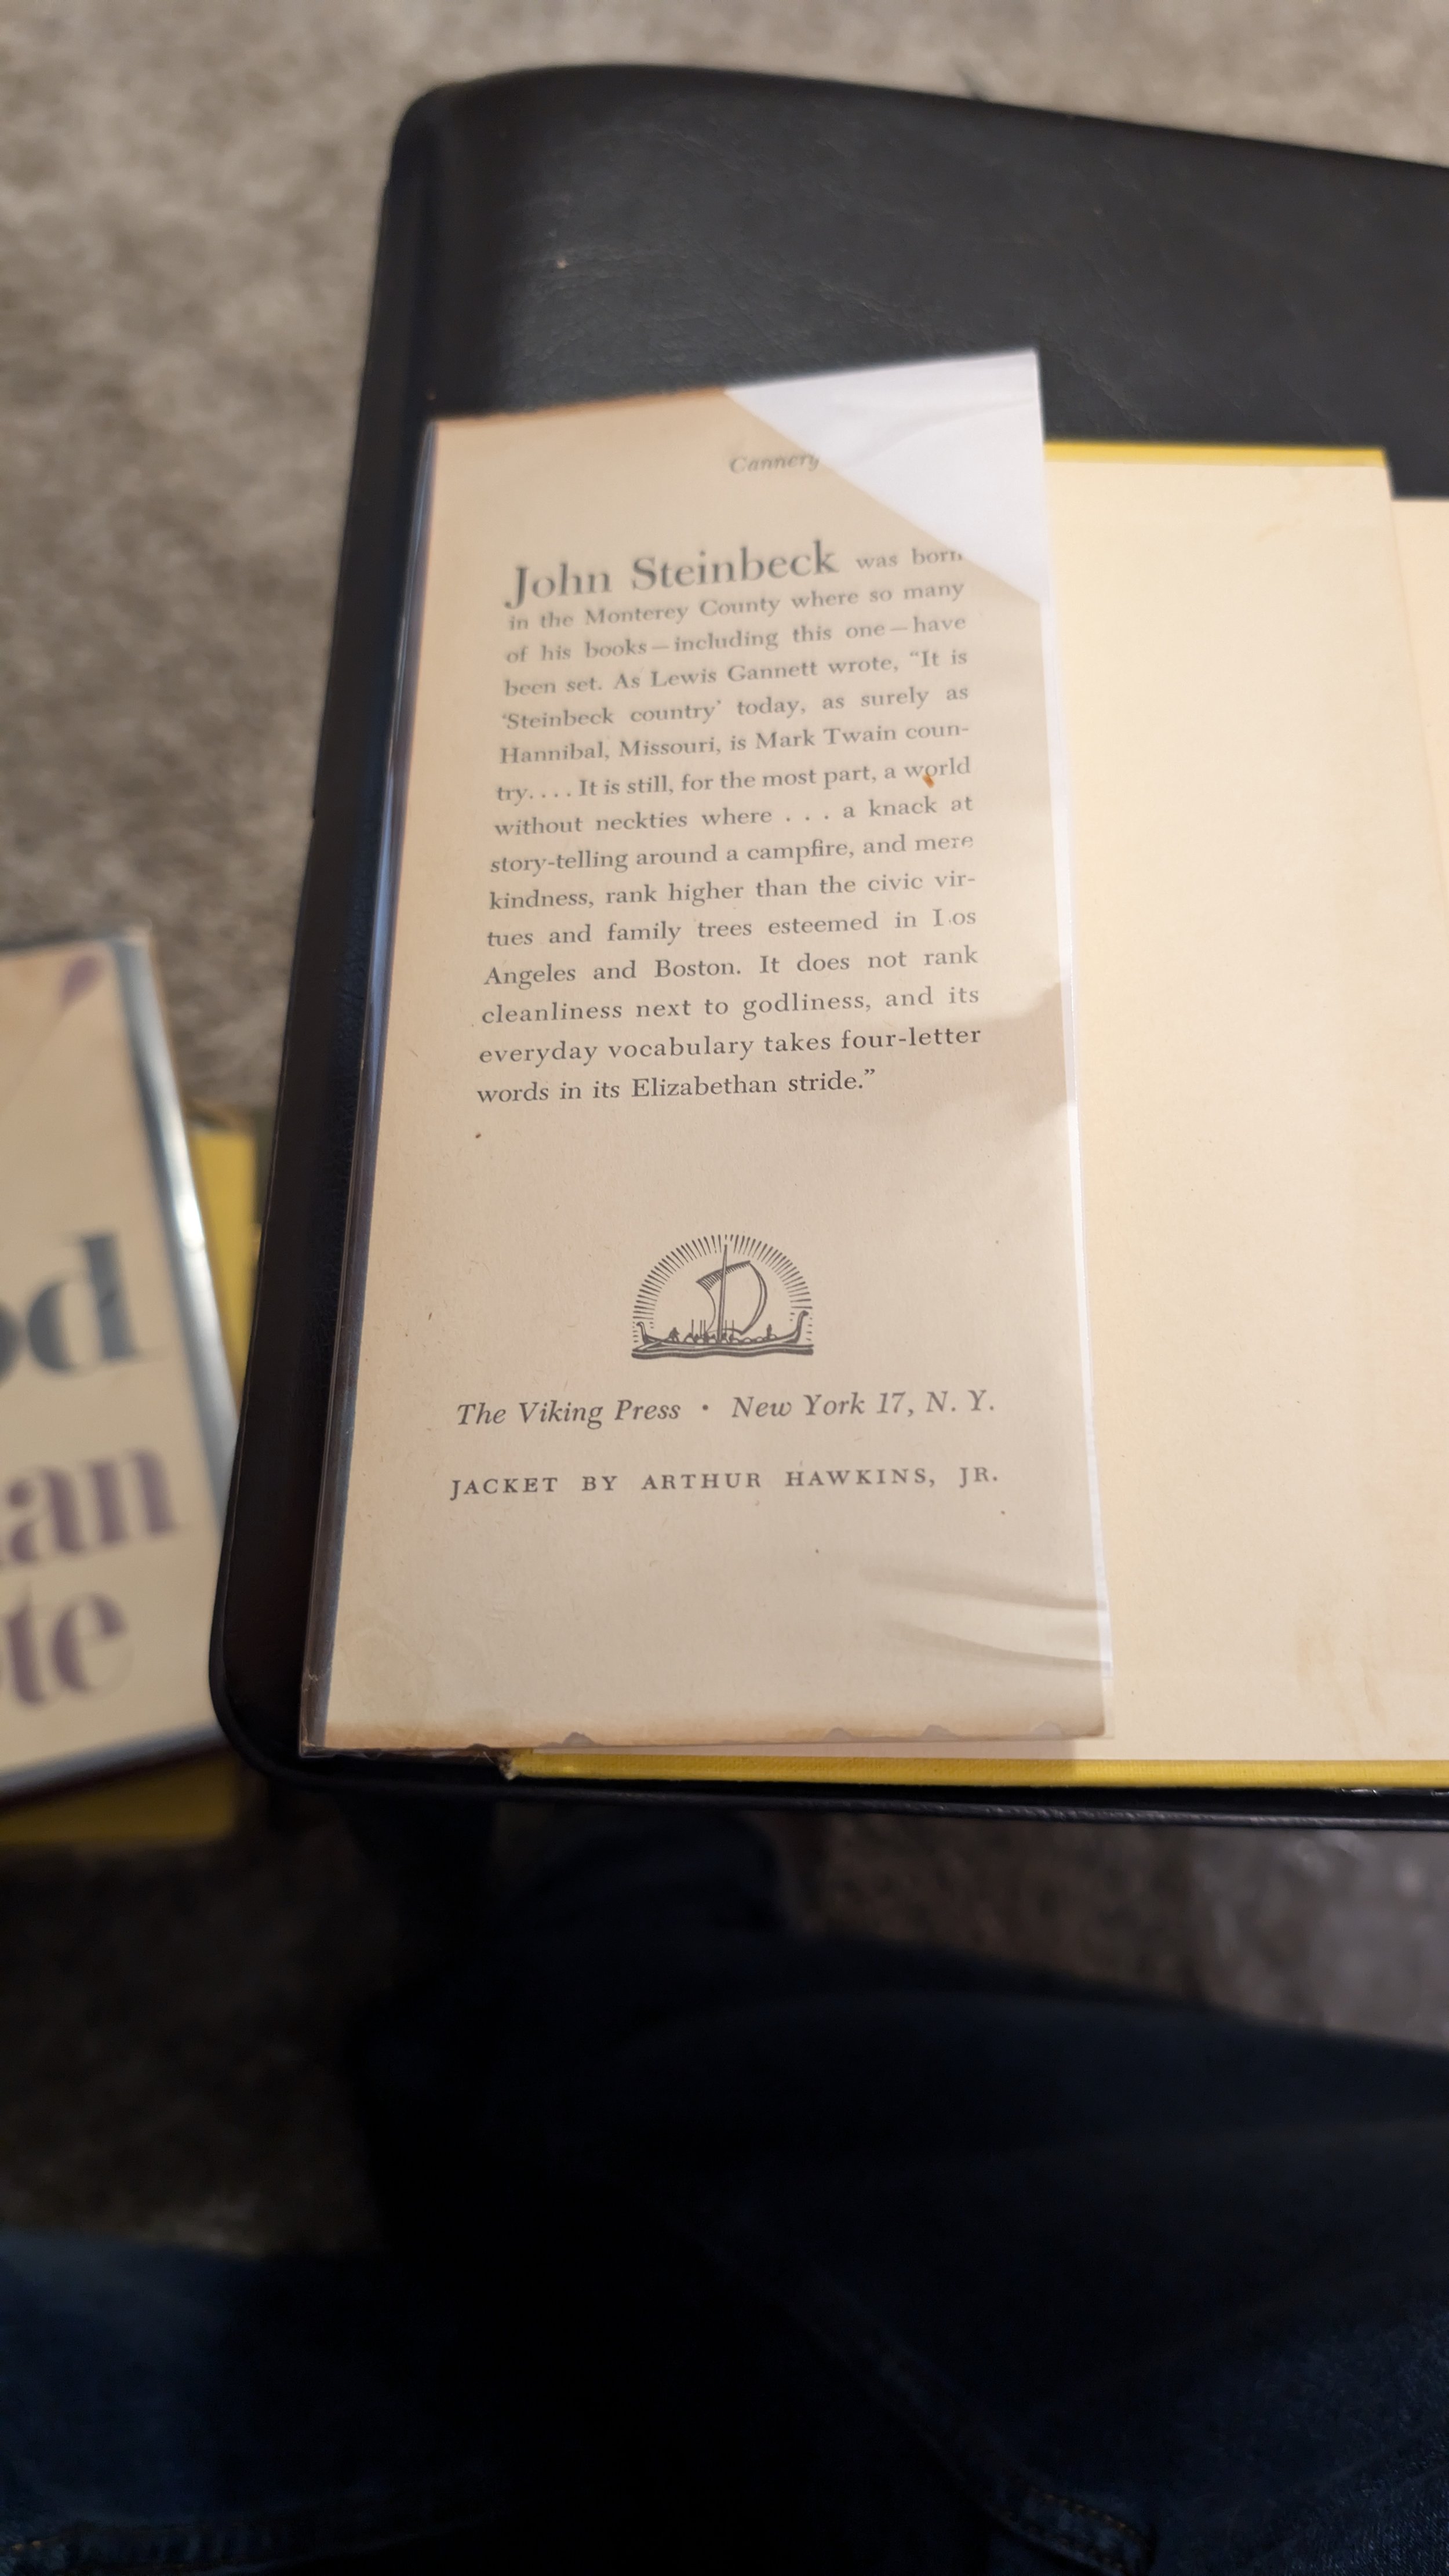 Cannery
John Steinbeck was born
in the Monterey County where so many
of his books—including this one—have
been set. As Lewis Gannett wrote, “It is
‘Steinbeck country’ today, as surely as
Hannibal, Missouri, is Mark Twain coun-
try. . . . It is still, for the most part, a world
without neckties where . . . a knack at
story-telling around a campfire, and mere
kindness, rank higher than the civic vir-
tues and family trees esteemed in Los
Angeles and Boston. It does not rank
cleanliness next to godliness, and its
everyday vocabulary takes four-letter
words in its Elizabethan stride.”
The Viking Press • New York 17, N. Y.
JACKET BY ARTHUR HAWKINS, JR.
od
an
te